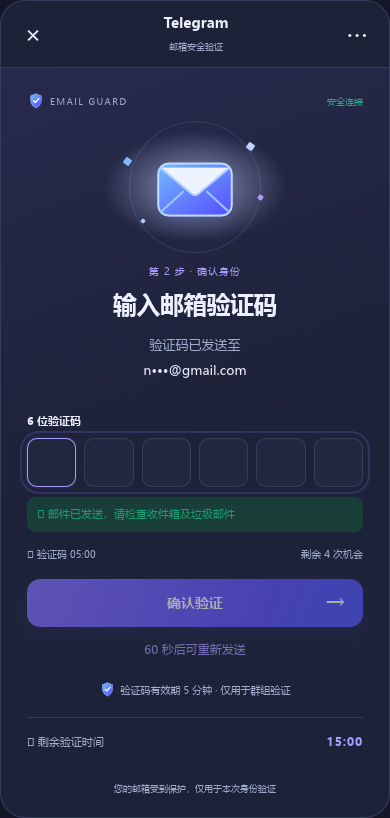 Telegram
邮箱安全验证
EMAIL GUARD
安全连接
第 2 步 · 确认身份
输入邮箱验证码
验证码已发送至
n•••@gmail.com
6 位验证码
邮件已发送，请检查收件箱及垃圾邮件
验证码 05:00
剩余 4 次机会
确认验证 →
60 秒后可重新发送
验证码有效期 5 分钟 · 仅用于群组验证
剩余验证时间
15:00
您的邮箱受到保护，仅用于本次身份验证